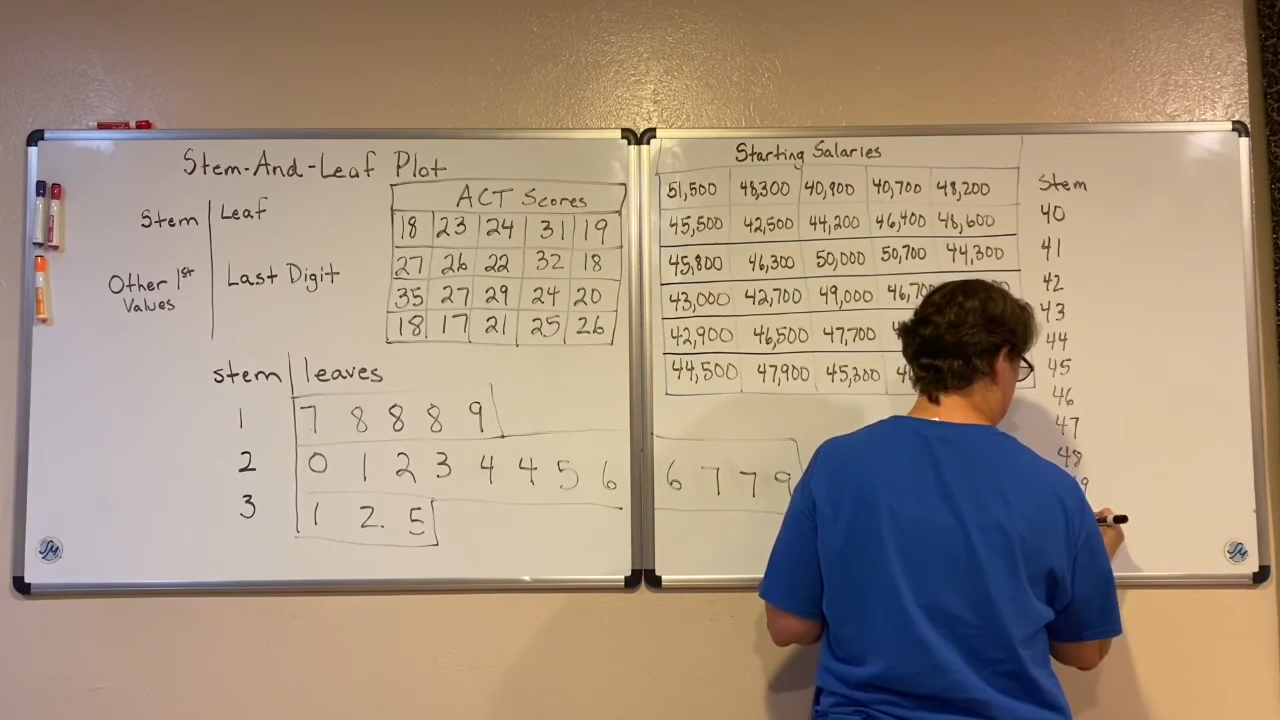 Stem-And-Leaf Plot
Stem Leaf
Other 1st Values Last Digit
ACT Scores
18 23 24 31 19
27 26 22 32 18
35 27 29 24 20
18 17 21 25 26
stem leaves
1 7 8 8 8 9
2 0 1 2 3 4 4 5 6 6 7 7 9
3 1 2 5
Starting Salaries
51,500 48,300 40,900 40,700 48,200
45,500 42,500 44,200 46,400 48,600
45,800 46,300 50,000 50,700 44,300
43,000 42,700 49,000
42,900 46,500 47,700
44,500 47,900 45,300
Stem
40
41
42
43
44
45
46
47
48